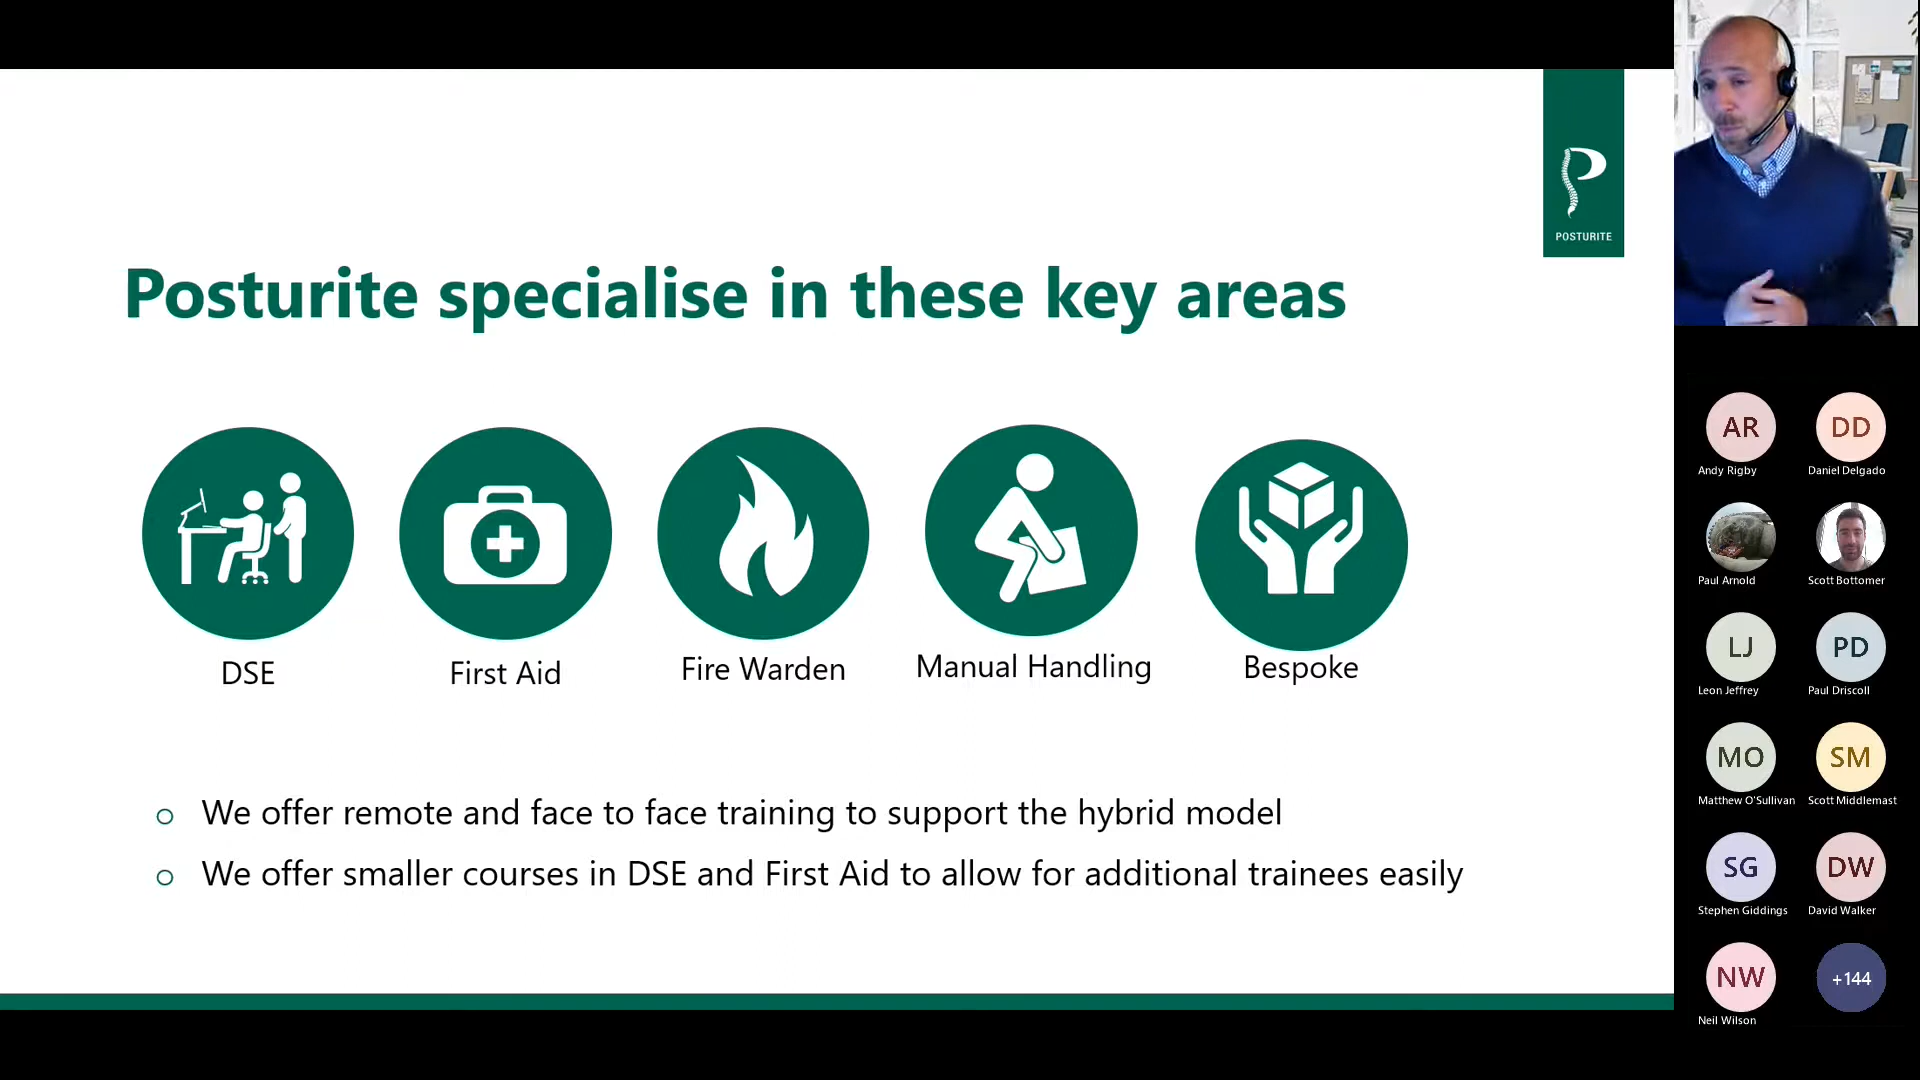 POSTURITE
Posturite specialise in these key areas
DSE
First Aid
Fire Warden
Manual Handling
Bespoke
We offer remote and face to face training to support the hybrid model
We offer smaller courses in DSE and First Aid to allow for additional trainees easily
AR
DD
Andy Rigby
Daniel Delgado
Paul Arnold
Scott Bottomer
LJ
PD
Leon Jeffrey
Paul Driscoll
MO
SM
Matthew O'Sullivan
Scott Middlemast
SG
DW
Stephen Giddings
David Walker
NW
+144
Neil Wilson